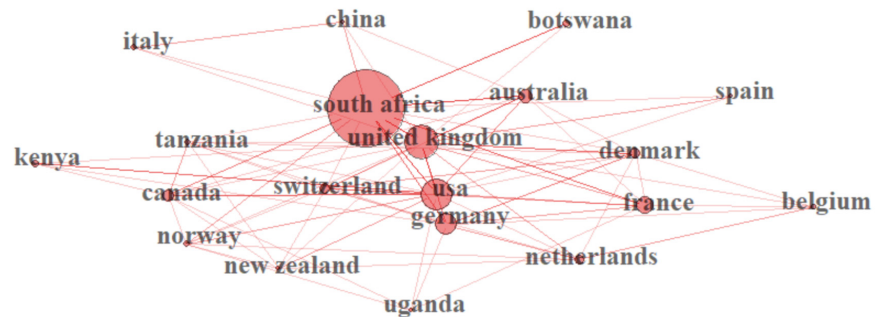 china
botswana
italy
south africa
australia
spain
tanzania
united kingdom
denmark
kenya
canada
switzerland
usa
france
belgium
germany
norway
new zealand
netherlands
uganda